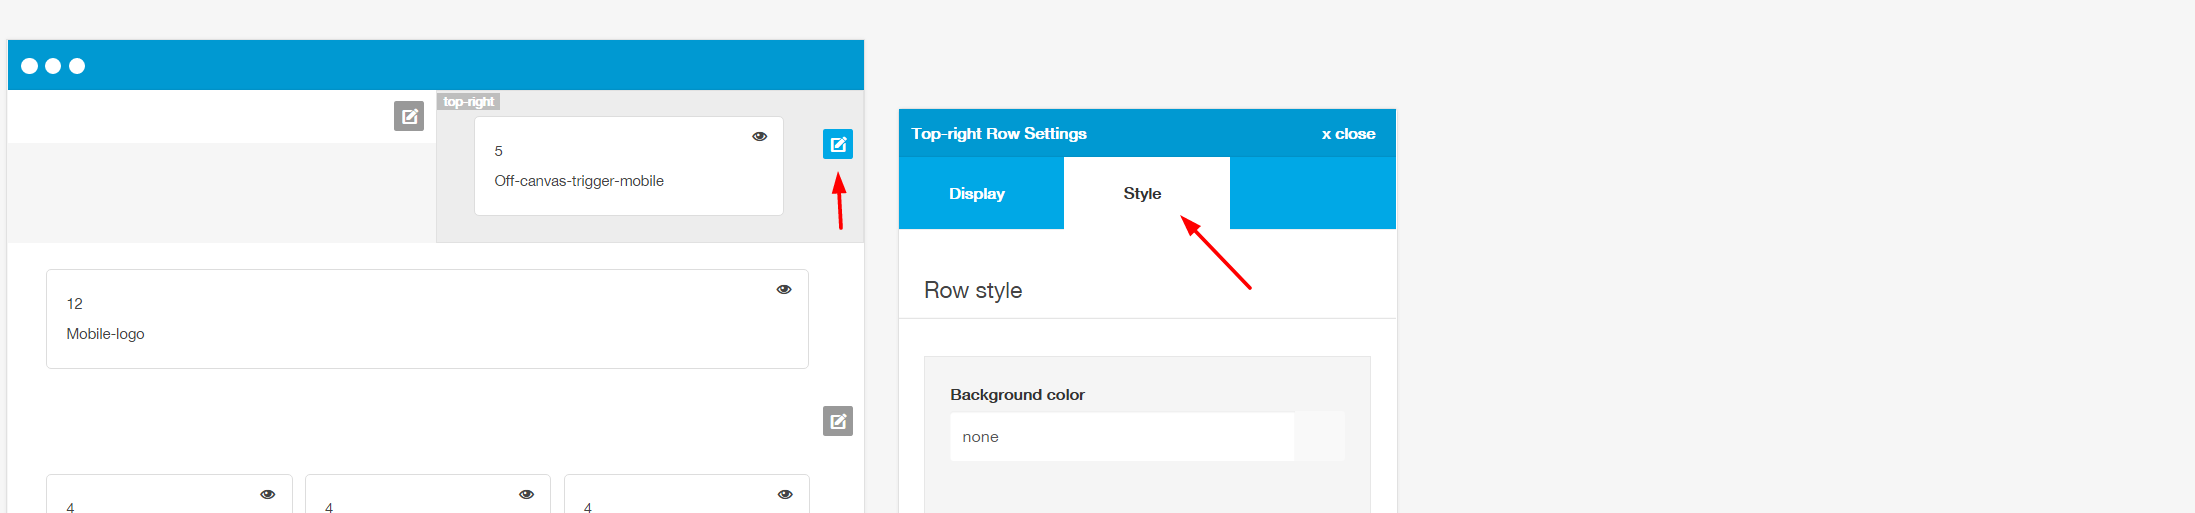 top-right
5
Off-canvas-trigger-mobile
12
Mobile-logo
4
4
4
Top-right Row Settings
x close
Display
Style
Row style
Background color
none